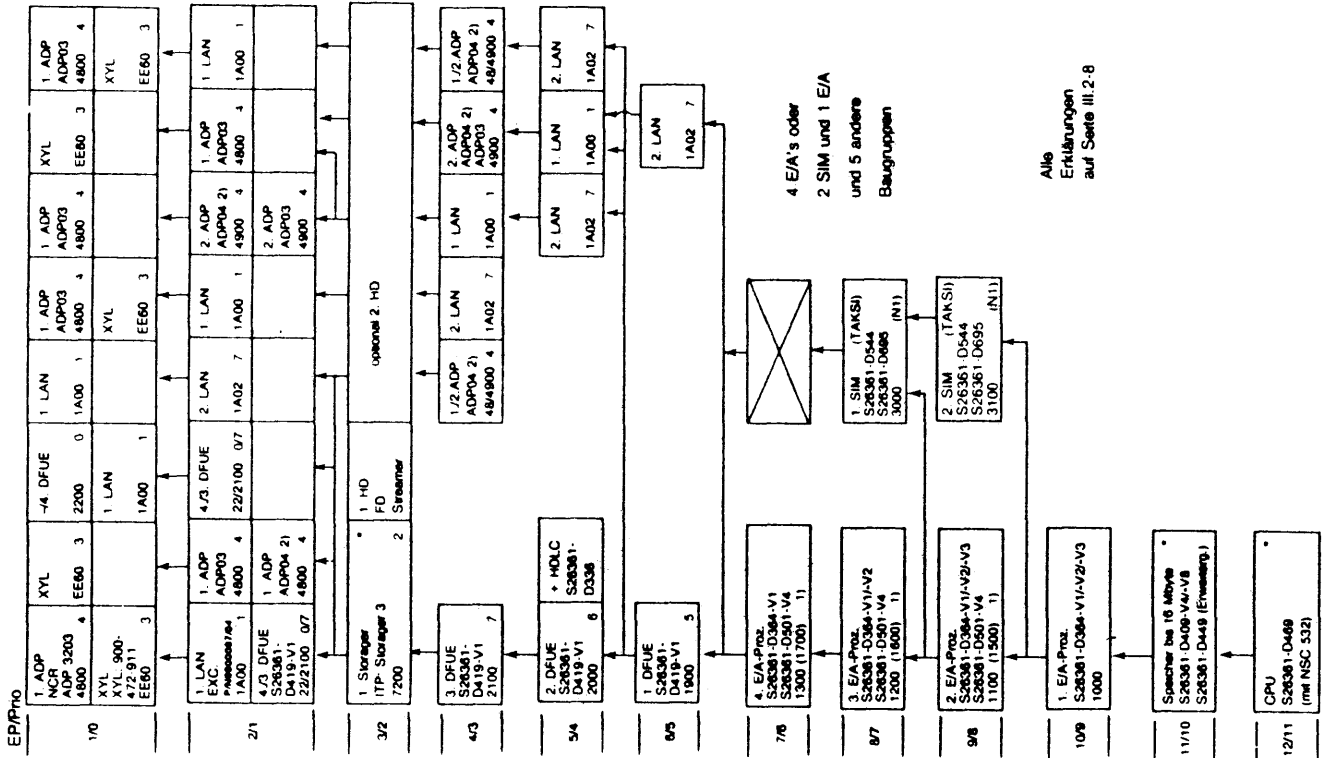 EP/Prio
1/0
1. ADP
NCR
ADP 3203
4800 4
XYL
XYL. 900-
472-911
EE60 3
XYL
EE60 3
-/4. DFUE
2200 0
1 LAN
1A00 1
1 LAN
1A00 1
1. ADP
ADP03
4800 4
XYL
EE60 3
1. ADP
ADP03
4800 4
XYL
EE60 3
1. ADP
ADP03
4800 4
XYL
EE60 3
2/1
1. LAN
EXC.
1A00 1
4./3. DFUE
S26361-
D419-V1
22/2100 0/7
1. ADP
ADP03
4800 4
1 ADP
ADP04 2)
4800 4
4./3. DFUE
22/2100 0/7
2. LAN
1A02 7
1 LAN
1A00 1
2. ADP
ADP04 2)
4900 4
2. ADP
ADP03
4900 4
1. ADP
ADP03
4800 4
1 LAN
1A00 1
3/2
1 Storager *
ITP- Storager 3
7200 2
1 HD
FD
Streamer
optional 2. HD
4/3
3. DFUE
S26361-
D419-V1
2100 7
1/2. ADP
ADP04 2)
48/4900 4
2. LAN
1A02 7
1 LAN
1A00 1
2. ADP
ADP04 2)
ADP03
4900 4
1./2. ADP
ADP04 2)
48/4900 4
5/4
2. DFUE
S26361-
D419-V1
2000 6
+ HDLC
S26361-
D336
2. LAN
1A02 7
1. LAN
1A00 1
2. LAN
1A02 7
6/5
1 DFUE
S26361-
D419-V1
1900 5
2. LAN
1A02 7
7/6
4. E/A-Proz.
S26361-D364-V1
S26361-D501-V4
1300 (1700) 1)
4 E/A's oder
2 SIM und 1 E/A
und 5 andere
Baugruppen
8/7
3. E/A-Proz.
S26361-D364-V1/-V2
S26361-D501-V4
1200 (1600) 1)
1. SIM (TAKSI)
S26361-D544
S26361-D695
3000 (N1)
9/8
2. E/A-Proz.
S26361-D364-V1/-V2/-V3
S26361-D501-V4
1100 (1500) 1)
2. SIM (TAKSI)
S26361-D544
S26361-D695
3100 (N1)
10/9
1. E/A-Proz.
S26361-D364-V1/-V2/-V3
1000
Alle
Erklärungen
auf Seite III.2-8
11/10
Speicher bis 16 Mbyte *
S26361-D409-V4/-V8
S26361-D449 (Erweiterg.)
12/11
CPU *
S26361-D469
(mit NSC 532)